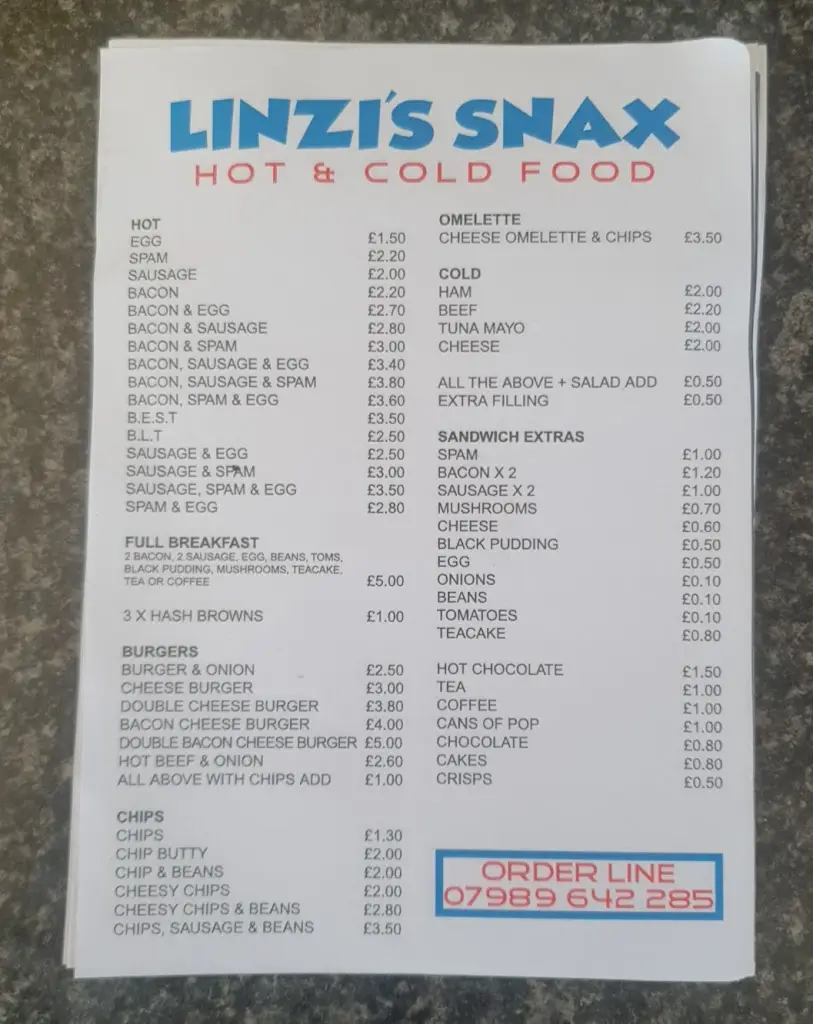 LINZI'S SNAX
HOT & COLD FOOD
HOT
EGG £1.50
SPAM £2.20
SAUSAGE £2.00
BACON £2.20
BACON & EGG £2.70
BACON & SAUSAGE £2.80
BACON & SPAM £3.00
BACON, SAUSAGE & EGG £3.40
BACON, SAUSAGE & SPAM £3.80
BACON, SPAM & EGG £3.60
B.E.S.T £3.50
B.L.T £2.50
SAUSAGE & EGG £2.50
SAUSAGE & SPAM £3.00
SAUSAGE, SPAM & EGG £3.50
SPAM & EGG £2.80
FULL BREAKFAST
2 BACON, 2 SAUSAGE, EGG, BEANS, TOMS,
BLACK PUDDING, MUSHROOMS, TEACAKE,
TEA OR COFFEE £5.00
3 X HASH BROWNS £1.00
BURGERS
BURGER & ONION £2.50
CHEESE BURGER £3.00
DOUBLE CHEESE BURGER £3.80
BACON CHEESE BURGER £4.00
DOUBLE BACON CHEESE BURGER £5.00
HOT BEEF & ONION £2.60
ALL ABOVE WITH CHIPS ADD £1.00
CHIPS
CHIPS £1.30
CHIP BUTTY £2.00
CHIP & BEANS £2.00
CHEESY CHIPS £2.00
CHEESY CHIPS & BEANS £2.80
CHIPS, SAUSAGE & BEANS £3.50
OMELETTE
CHEESE OMELETTE & CHIPS £3.50
COLD
HAM £2.00
BEEF £2.20
TUNA MAYO £2.00
CHEESE £2.00
ALL THE ABOVE + SALAD ADD £0.50
EXTRA FILLING £0.50
SANDWICH EXTRAS
SPAM £1.00
BACON X 2 £1.20
SAUSAGE X 2 £1.00
MUSHROOMS £0.70
CHEESE £0.60
BLACK PUDDING £0.50
EGG £0.50
ONIONS £0.10
BEANS £0.10
TOMATOES £0.10
TEACAKE £0.80
HOT CHOCOLATE £1.50
TEA £1.00
COFFEE £1.00
CANS OF POP £1.00
CHOCOLATE £0.80
CAKES £0.80
CRISPS £0.50
ORDER LINE
07989 642 285